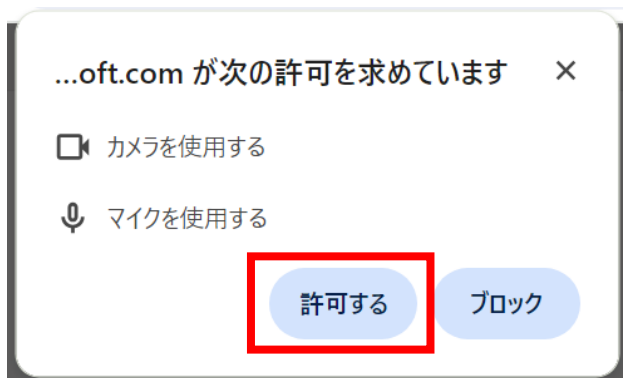 ...oft.com が次の許可を求めています
カメラを使用する
マイクを使用する
許可する ブロック